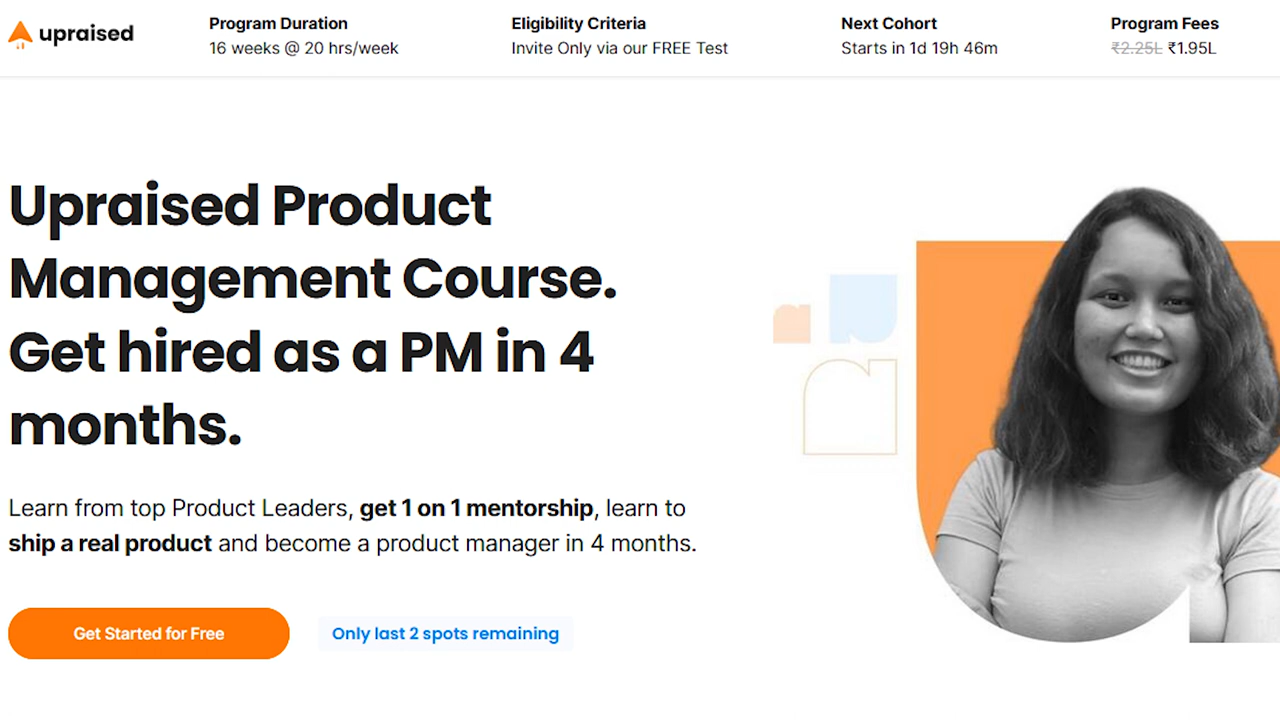 upraised
Program Duration
16 weeks @ 20 hrs/week
Eligibility Criteria
Invite Only via our FREE Test
Next Cohort
Starts in 1d 19h 46m
Program Fees
₹2.25L ₹1.95L
Upraised Product
Management Course.
Get hired as a PM in 4
months.
Learn from top Product Leaders, get 1 on 1 mentorship, learn to
ship a real product and become a product manager in 4 months.
Get Started for Free
Only last 2 spots remaining